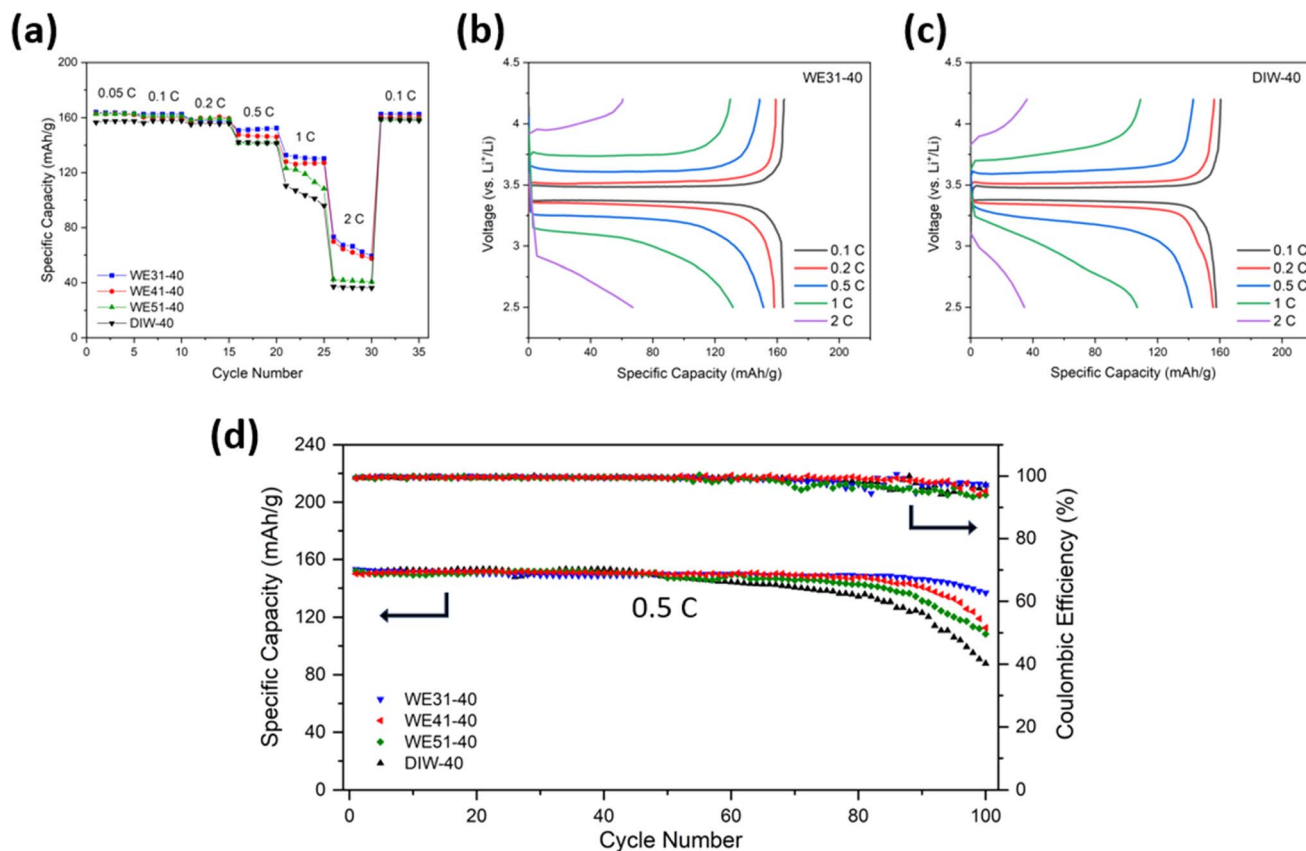 (a)
200
160
120
80
40
0
Specific Capacity (mAh/g)
0.05 C
0.1 C
0.2 C
0.5 C
1 C
2 C
0.1 C
WE31-40
WE41-40
WE51-40
DIW-40
0 5 10 15 20 25 30 35
Cycle Number
(b)
4.5
4.0
3.5
3
2.5
Voltage (vs. Li⁺/Li)
WE31-40
0.1 C
0.2 C
0.5 C
1 C
2 C
0 40 80 120 160 200
Specific Capacity (mAh/g)
(c)
4.5
4.0
3.5
3
2.5
Voltage (vs. Li⁺/Li)
DIW-40
0.1 C
0.2 C
0.5 C
1 C
2 C
0 40 80 120 160 200
Specific Capacity (mAh/g)
(d)
240
200
160
120
80
40
0
Specific Capacity (mAh/g)
0.5 C
WE31-40
WE41-40
WE51-40
DIW-40
0 20 40 60 80 100
Cycle Number
100
80
60
40
20
0
Coulombic Efficiency (%)